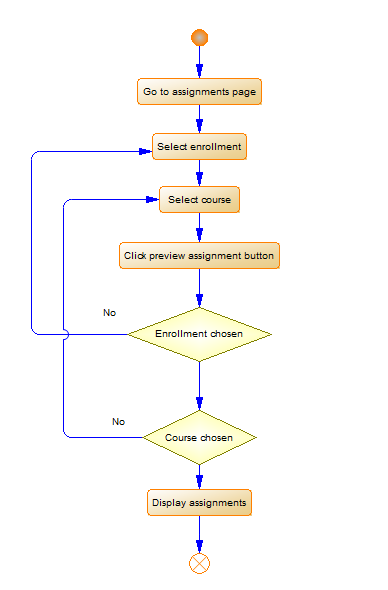 Go to assignments page
Select enrollment
Select course
Click preview assignment button
No
Enrollment chosen
No
Course chosen
Display assignments